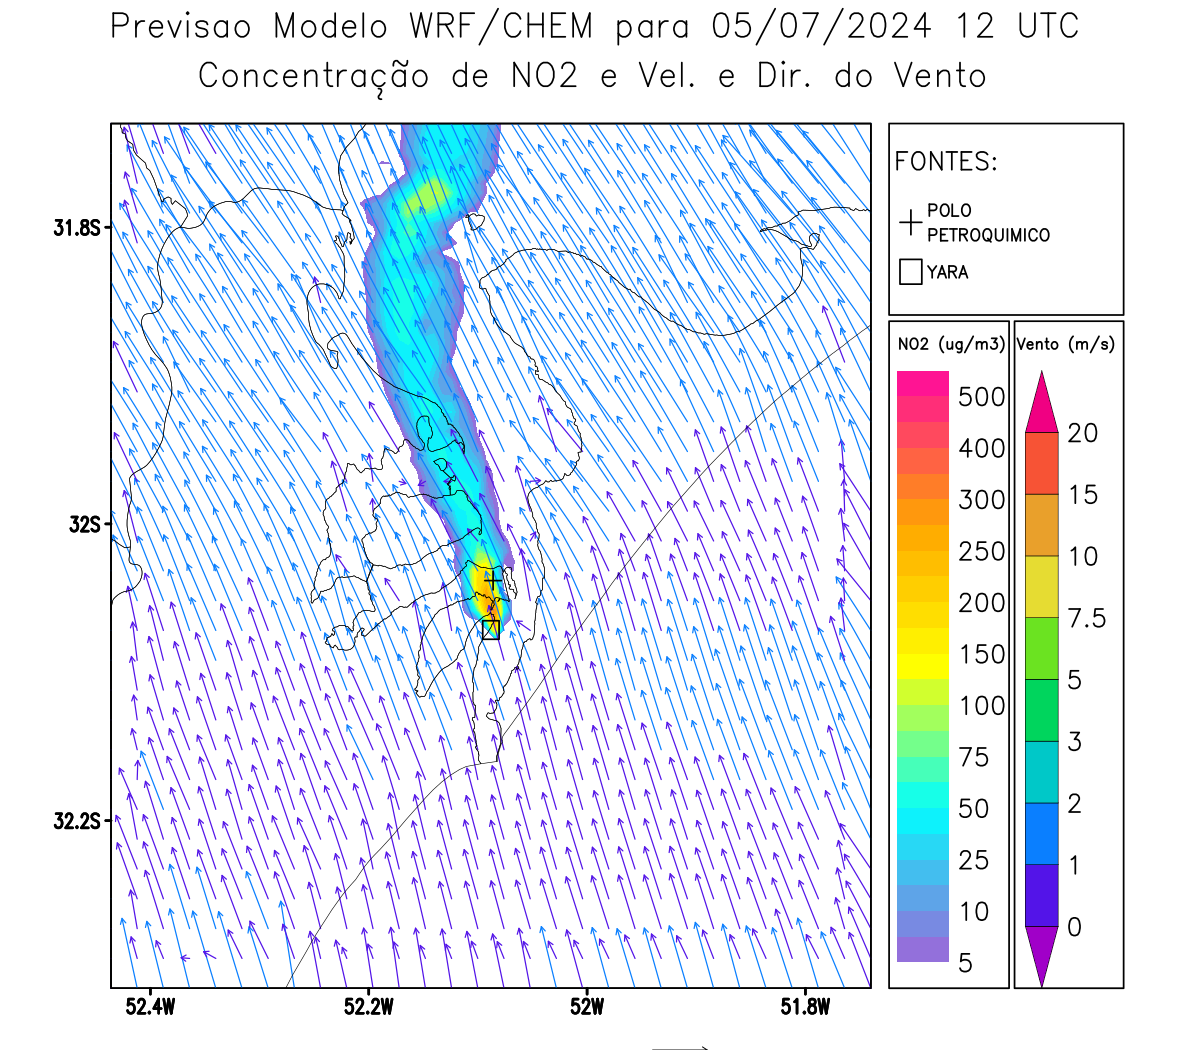 Previsao Modelo WRF/CHEM para 05/07/2024 12 UTC
Concentração de NO2 e Vel. e Dir. do Vento
FONTES:
POLO
PETROQUIMICO
YARA
31.8S
32S
32.2S
52.4W
52.2W
52W
51.8W
NO2 (ug/m3)
500
400
300
250
200
150
100
75
50
25
10
5
Vento (m/s)
20
15
10
7.5
5
3
2
1
0